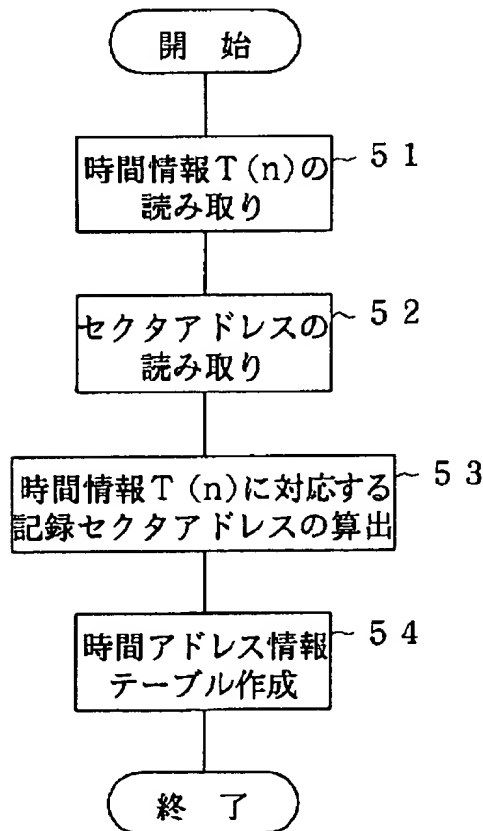 開 始
時間情報T(n)の
読み取り
51
セクタアドレスの
読み取り
52
時間情報T(n)に対応する
記録セクタアドレスの算出
53
時間アドレス情報
テーブル作成
54
終 了